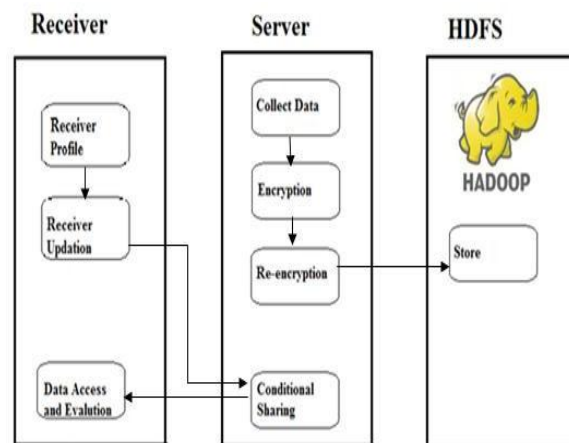 Receiver
Receiver
Profile
Receiver
Updation
Data Access
and Evalution
Server
Collect Data
Encryption
Re-encryption
Conditional
Sharing
HDFS
HADOOP
Store